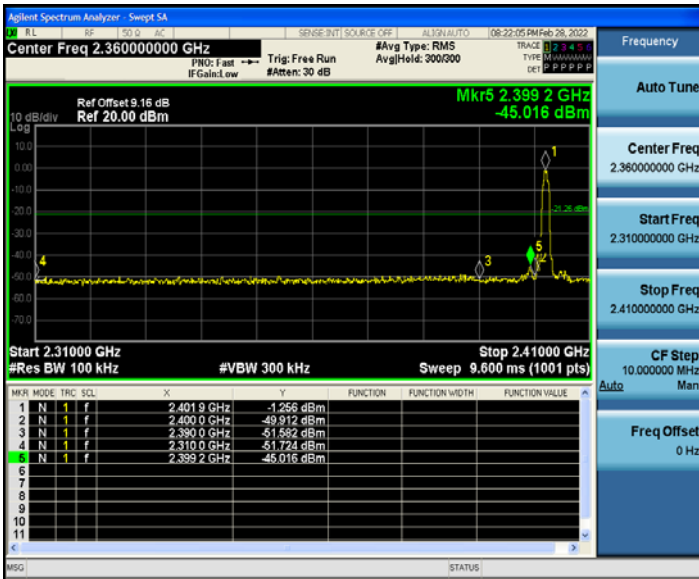 Agilent Spectrum Analyzer - Swept SA
RL RF 50 Ω AC SENSE:INT SOURCE OFF ALIGNAUTO 08:22:05 PM Feb 28, 2022
Center Freq 2.360000000 GHz
PNO: Fast
IFGain:Low
Trig: Free Run
#Atten: 30 dB
#Avg Type: RMS
Avg|Hold: 300/300
TRACE 1 2 3 4 5 6
TYPE M
DET P P P P P P
Ref Offset 9.16 dB
Ref 20.00 dBm
10 dB/div
Log
Mkr5 2.399 2 GHz
-45.016 dBm
10.0
0.00
-10.0
-20.0
-30.0
-40.0
-50.0
-60.0
-70.0
1
-21.26 dBm
5
2
3
4
Start 2.31000 GHz Stop 2.41000 GHz
#Res BW 100 kHz #VBW 300 kHz Sweep 9.600 ms (1001 pts)
MKR MODE TRC SCL X Y FUNCTION FUNCTION WIDTH FUNCTION VALUE
1 N 1 f 2.401 9 GHz -1.256 dBm
2 N 1 f 2.400 0 GHz -49.912 dBm
3 N 1 f 2.390 0 GHz -51.582 dBm
4 N 1 f 2.310 0 GHz -51.724 dBm
5 N 1 f 2.399 2 GHz -45.016 dBm
6
7
8
9
10
11
MSG STATUS
Frequency
Auto Tune
Center Freq
2.360000000 GHz
Start Freq
2.310000000 GHz
Stop Freq
2.410000000 GHz
CF Step
10.000000 MHz
Auto Man
Freq Offset
0 Hz